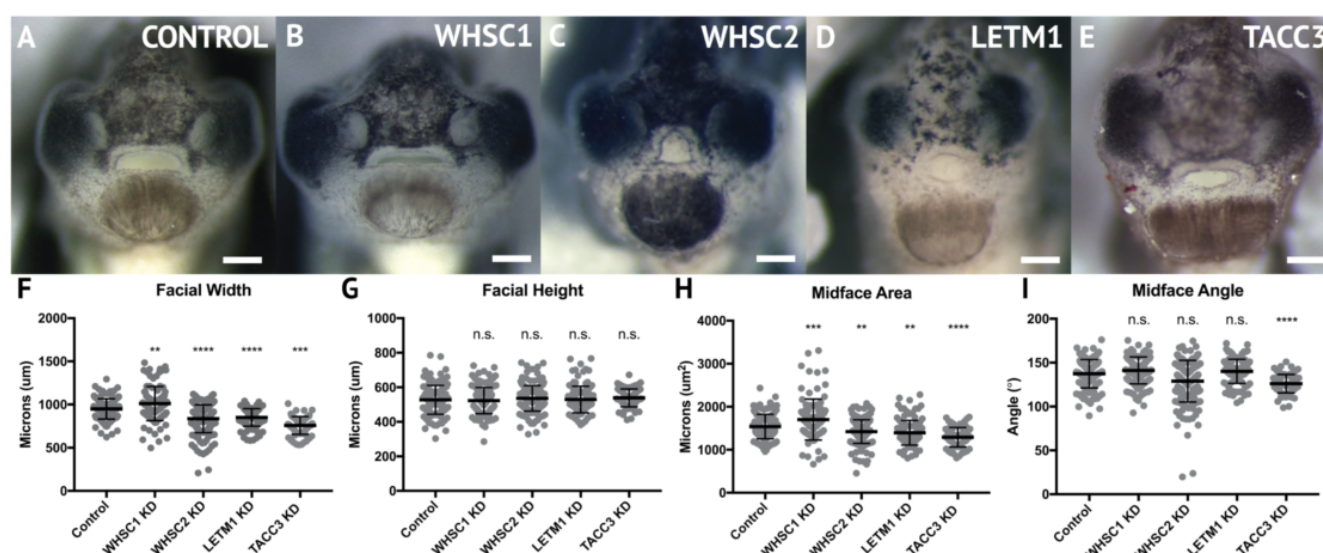 A CONTROL
B WHSC1
C WHSC2
D LETM1
E TACC3
F Facial Width
2000
1500
1000
500
0
Microns (um)
** **** **** ***
Control
WHSC1 KD
WHSC2 KD
LETM1 KD
TACC3 KD
G Facial Height
1000
800
600
400
200
0
Microns (um)
n.s. n.s. n.s. n.s.
Control
WHSC1 KD
WHSC2 KD
LETM1 KD
TACC3 KD
H Midface Area
4000
3000
2000
1000
0
Microns (um²)
*** ** ** ****
Control
WHSC1 KD
WHSC2 KD
LETM1 KD
TACC3 KD
I Midface Angle
200
150
100
50
0
Angle (°)
n.s. n.s. n.s. ****
Control
WHSC1 KD
WHSC2 KD
LETM1 KD
TACC3 KD